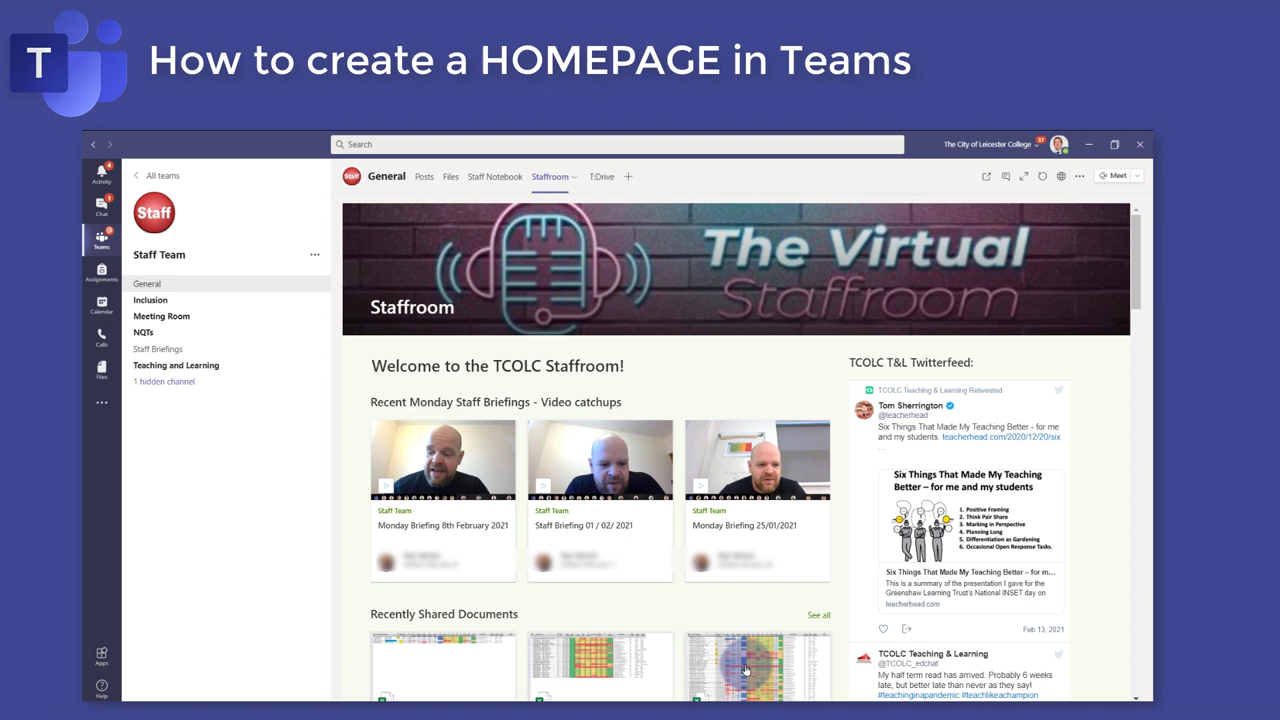 T
How to create a HOMEPAGE in Teams
Search
The City of Leicester College
37
4
Activity
1
Chat
Teams
Assignments
Calendar
Calls
Files
Apps
Help
All teams
Staff
Staff Team
General
Inclusion
Meeting Room
NQTs
Staff Briefings
Teaching and Learning
1 hidden channel
Staff
General
Posts
Files
Staff Notebook
Staffroom
T:Drive
Meet
The Virtual
Staffroom
Staffroom
Welcome to the TCOLC Staffroom!
Recent Monday Staff Briefings - Video catchups
Staff Team
Monday Briefing 8th February 2021
Staff Team
Staff Briefing 01 / 02/ 2021
Staff Team
Monday Briefing 25/01/2021
Recently Shared Documents
See all
TCOLC T&L Twitterfeed:
TCOLC Teaching & Learning Retweeted
Tom Sherrington
@teacherhead
Six Things That Made My Teaching Better - for me
and my students. teacherhead.com/2020/12/20/six
...
Six Things That Made My Teaching
Better – for me and my students
1. Positive Framing
2. Think Pair Share
3. Marking in Perspective
4. Planning Long
5. Differentiation as Gardening
6. Occasional Open Response Tasks.
Six Things That Made My Teaching Better - for m...
This is a summary of the presentation I gave for the
Greenshaw Learning Trust's National INSET day on
teacherhead.com
Feb 13, 2021
TCOLC Teaching & Learning
@TCOLC_edchat
My half term read has arrived. Probably 6 weeks
late, but better late than never as they say!
#teachinginapandemic #teachlikeachampion